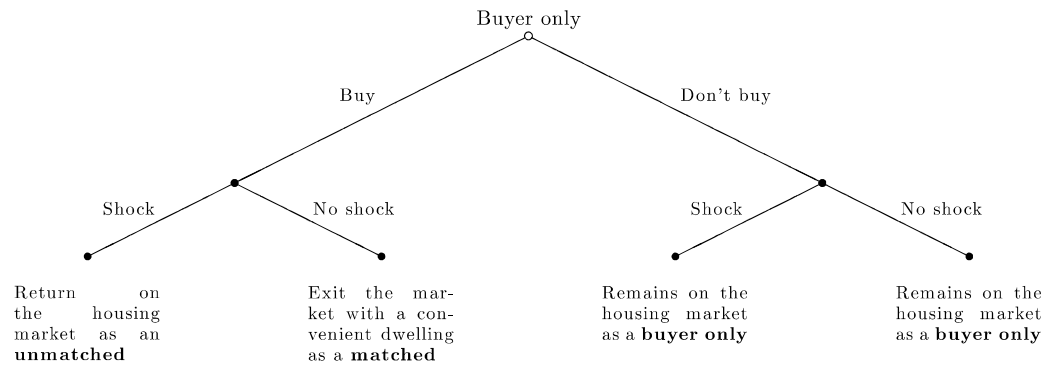 Buyer only
Buy
Don't buy
Shock
No shock
Shock
No shock
Return on
the housing
market as an
unmatched
Exit the mar-
ket with a con-
venient dwelling
as a matched
Remains on the
housing market
as a buyer only
Remains on the
housing market
as a buyer only